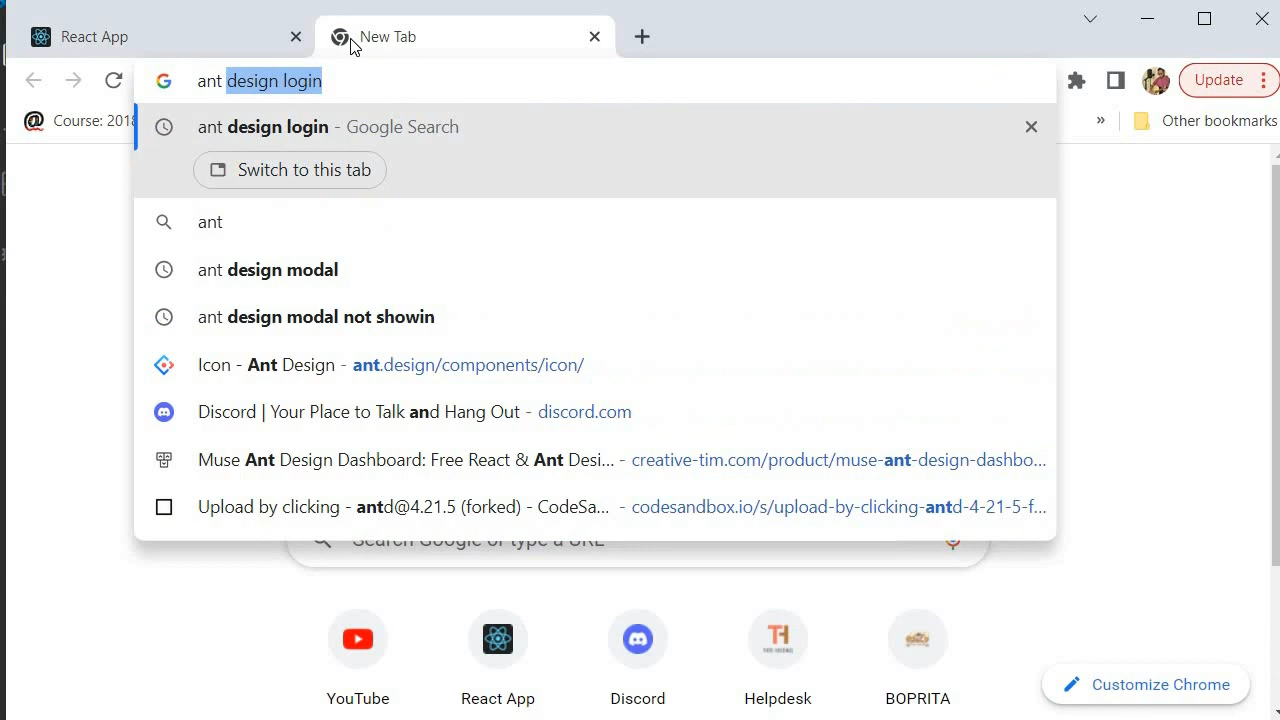 React App
New Tab
ant design login
Update
Course: 2018
Other bookmarks
ant design login - Google Search
Switch to this tab
ant
ant design modal
ant design modal not showin
Icon - Ant Design - ant.design/components/icon/
Discord | Your Place to Talk and Hang Out - discord.com
Muse Ant Design Dashboard: Free React & Ant Desi... - creative-tim.com/product/muse-ant-design-dashbo...
Upload by clicking - antd@4.21.5 (forked) - CodeSa... - codesandbox.io/s/upload-by-clicking-antd-4-21-5-f...
Search Google or type a URL
YouTube
React App
Discord
Helpdesk
BOPRITA
Customize Chrome